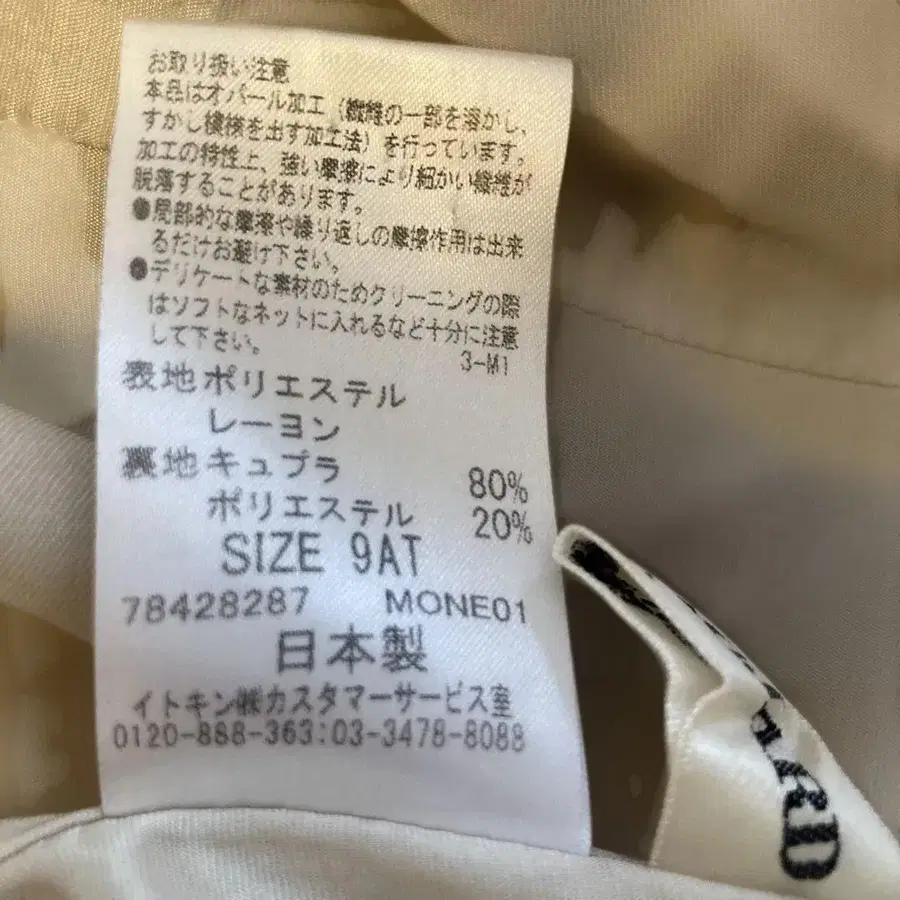 お取り扱い注意
本品はオパール加工（繊維の一部を溶かし、
すかし模様を出す加工法）を行っています。
加工の特性上、強い摩擦により細かい繊維が
脱落することがあります。
●局部的な摩擦や繰り返しの摩擦作用は出来
るだけお避け下さい。
●デリケートな素材のためクリーニングの際
はソフトなネットに入れるなど十分に注意
して下さい。
3-M1
表地ポリエステル
レーヨン
裏地キュプラ 80%
ポリエステル 20%
SIZE 9AT
78428287 MONE01
日本製
イトキン㈱カスタマーサービス室
0120-888-363:03-3478-8088